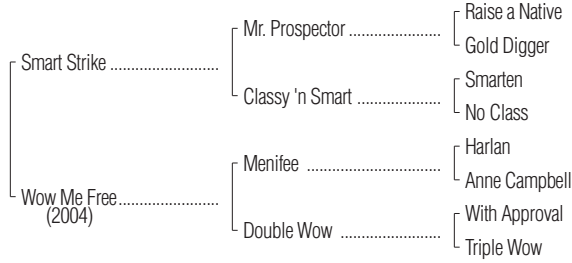 Raise a Native
Mr. Prospector ......................
Gold Digger
Smart Strike ..........................
Smarten
Classy 'n Smart ....................
No Class
Harlan
Menifee ................................
Anne Campbell
Wow Me Free........................
(2004)
With Approval
Double Wow ........................
Triple Wow